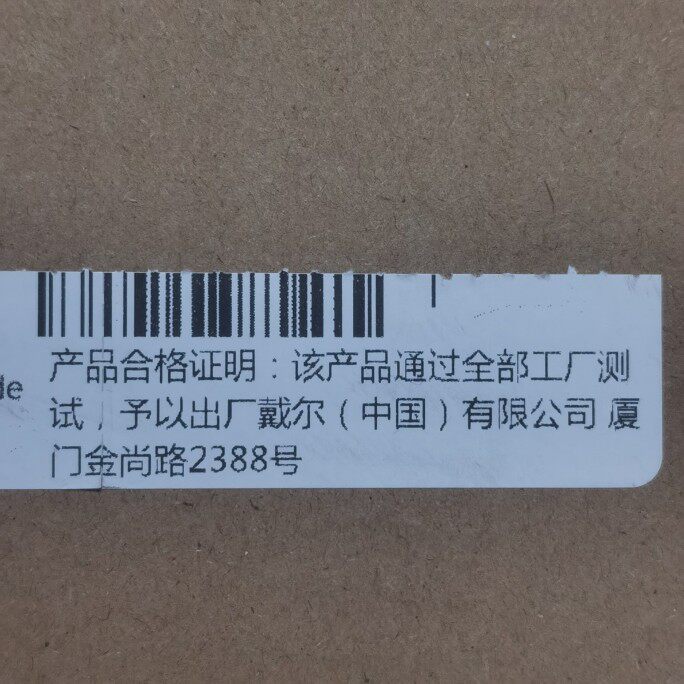 产品合格证明：该产品通过全部工厂测
de
试，予以出厂戴尔（中国）有限公司 厦
门金尚路2388号